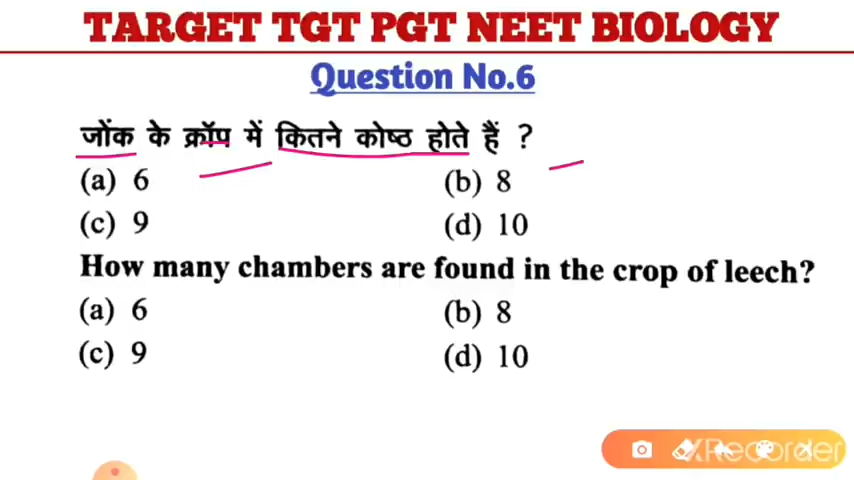 TARGET TGT PGT NEET BIOLOGY
Question No.6
जोंक के क्रॉप में कितने कोष्ठ होते हैं ?
(a) 6 (b) 8
(c) 9 (d) 10
How many chambers are found in the crop of leech?
(a) 6 (b) 8
(c) 9 (d) 10
XRecorder